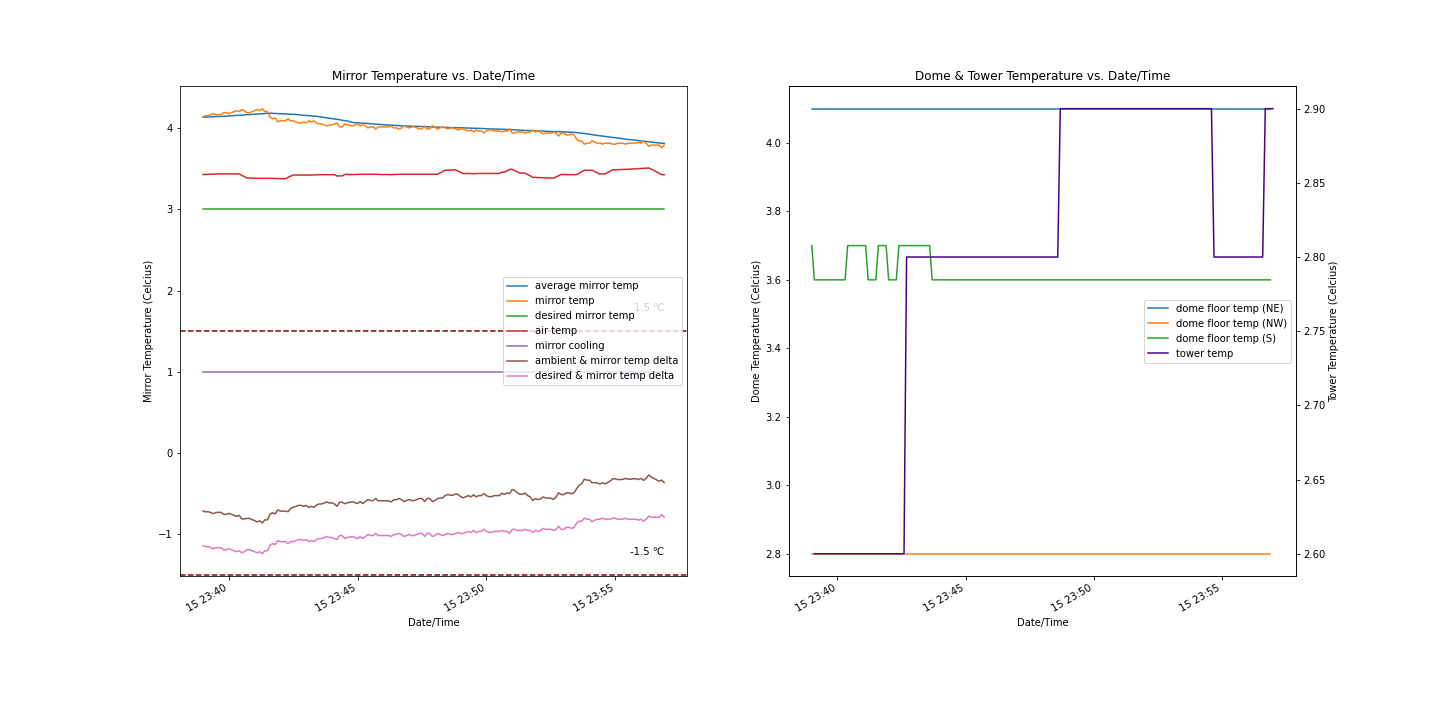 Mirror Temperature vs. Date/Time
Mirror Temperature (Celcius)
4
3
2
1
0
−1
average mirror temp
mirror temp
desired mirror temp
air temp
mirror cooling
ambient & mirror temp delta
desired & mirror temp delta
1.5 °C
-1.5 °C
15 23:40
15 23:45
15 23:50
15 23:55
Date/Time
Dome & Tower Temperature vs. Date/Time
Dome Temperature (Celcius)
4.0
3.8
3.6
3.4
3.2
3.0
2.8
dome floor temp (NE)
dome floor temp (NW)
dome floor temp (S)
tower temp
2.90
2.85
2.80
2.75
2.70
2.65
2.60
Tower Temperature (Celcius)
15 23:40
15 23:45
15 23:50
15 23:55
Date/Time